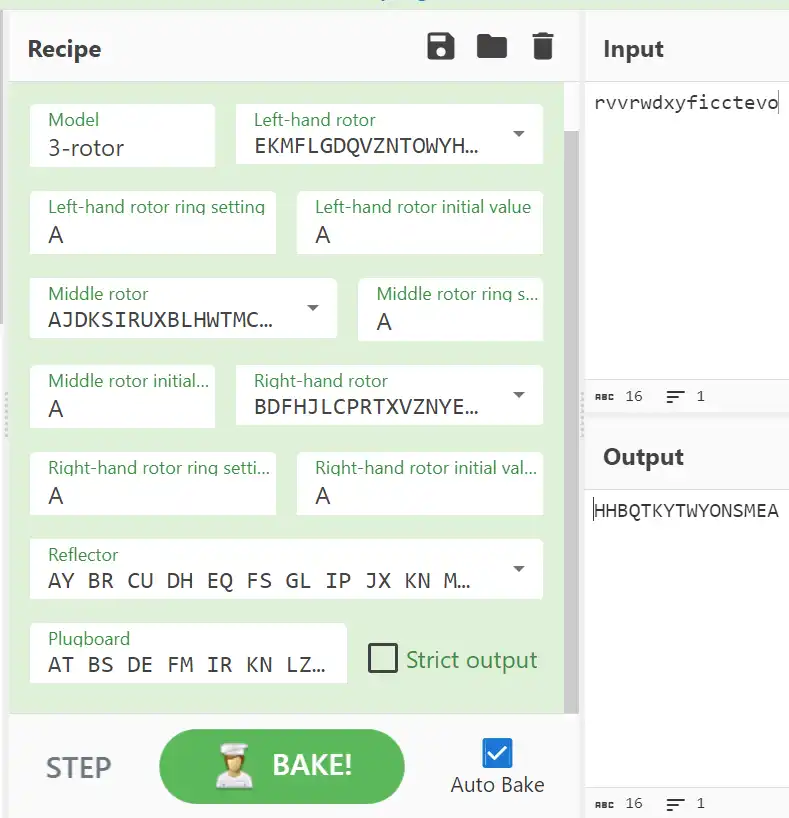 Recipe
Input
Model
3-rotor
Left-hand rotor
EKMFLGDQVZNTOWYH...
rvvrwdxyficctevo
Left-hand rotor ring setting
A
Left-hand rotor initial value
A
Middle rotor
AJDKSIRUXBLHWTMC...
Middle rotor ring s...
A
Middle rotor initial...
A
Right-hand rotor
BDFHJLCPRTXVZNYE...
ABC 16 1
Right-hand rotor ring setti...
A
Right-hand rotor initial val...
A
Output
HHBQTKYTWYONSMEA
Reflector
AY BR CU DH EQ FS GL IP JX KN M...
Plugboard
AT BS DE FM IR KN LZ...
Strict output
STEP
BAKE!
Auto Bake
ABC 16 1